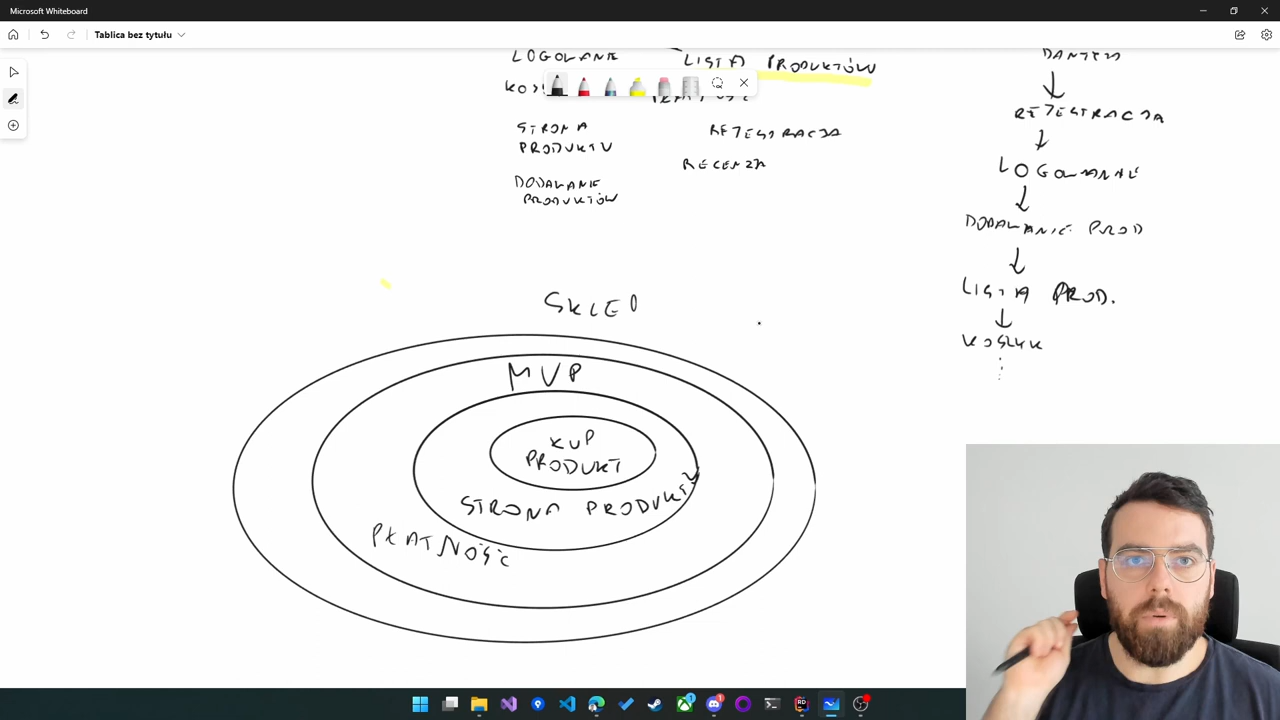 Microsoft Whiteboard
Tablica bez tytułu
LOGOWANIE
LISTA PRODUKTÓW
STRONA
PRODUKTU
REJESTRACJA
RECENZJA
DODAWANIE
PRODUKTÓW
REJESTRACJA
LOGOWANIE
DODAWANIE PROD
LISTA PROD.
KOSZYK
SKLEP
MVP
KUP
PRODUKT
STRONA PRODUKTU
PŁATNOŚĆ